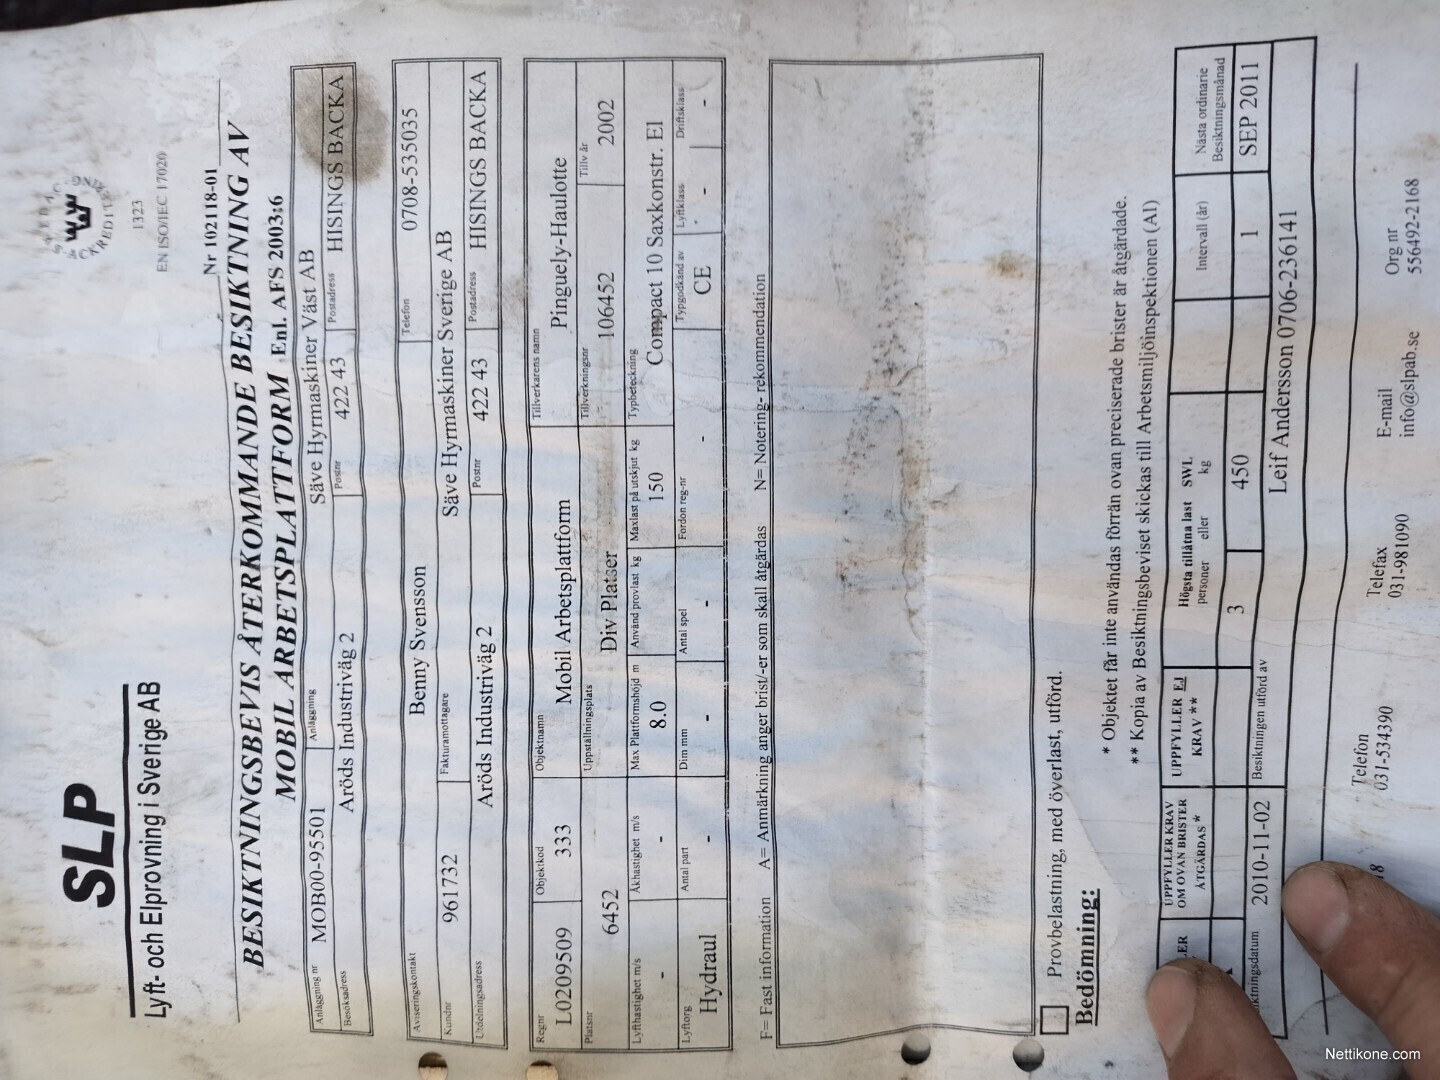 SLP
Lyft- och Elprovning i Sverige AB
1323
EN ISO/IEC 17020
Nr 102118-01
BESIKTNINGSBEVIS ÅTERKOMMANDE BESIKTNING AV
MOBIL ARBETSPLATTFORM Enl. AFS 2003:6
Anläggning nr MOB00-95501 Anläggning Säve Hyrmaskiner Väst AB
Besöksadress Aröds Industriväg 2 Postnr 422 43 Postadress HISINGS BACKA
Aviseringskontakt Benny Svensson Telefon 0708-535035
Kundnr 961732 Fakturamottagare Säve Hyrmaskiner Sverige AB
Utdelningsadress Aröds Industriväg 2 Postnr 422 43 Postadress HISINGS BACKA
Regnr L0209509 Objektkod 333 Objektnamn Mobil Arbetsplattform Tillverkarens namn Pinguely-Haulotte
Platsnr 6452 Uppställningsplats Div Platser Tillverkningsnr 106452 Tillv år 2002
Lyfthastighet m/s - Åkhastighet m/s - Max Plattformshöjd m 8.0 Använd provlast kg Maxlast på utskjut kg 150 Typbeteckning Compact 10 Saxkonstr. El
Lyftorg Hydraul Antal part - Dim mm - Antal spel - Fordon reg-nr - Typgodkänd av CE Lyftklass - Driftsklass -
F= Fast information A= Anmärkning anger brist/-er som skall åtgärdas N= Notering- rekommendation
Provbelastning, med överlast, utförd.
Bedömning:
* Objektet får inte användas förrän ovan preciserade brister är åtgärdade.
** Kopia av Besiktningsbeviset skickas till Arbetsmiljöinspektionen (AI)
UPPFYLLER KRAV OM OVAN BRISTER ÅTGÄRDAS * UPPFYLLER EJ KRAV ** Högsta tillåtna last personer eller SWL kg Intervall (år) Nästa ordinarie Besiktningsmånad
3 450 1 SEP 2011
2010-11-02 Besiktningen utförd av Leif Andersson 0706-236141
Telefon Telefax E-mail Org nr
031-534390 031-981090 info@slpab.se 556492-2168
Nettikone.com